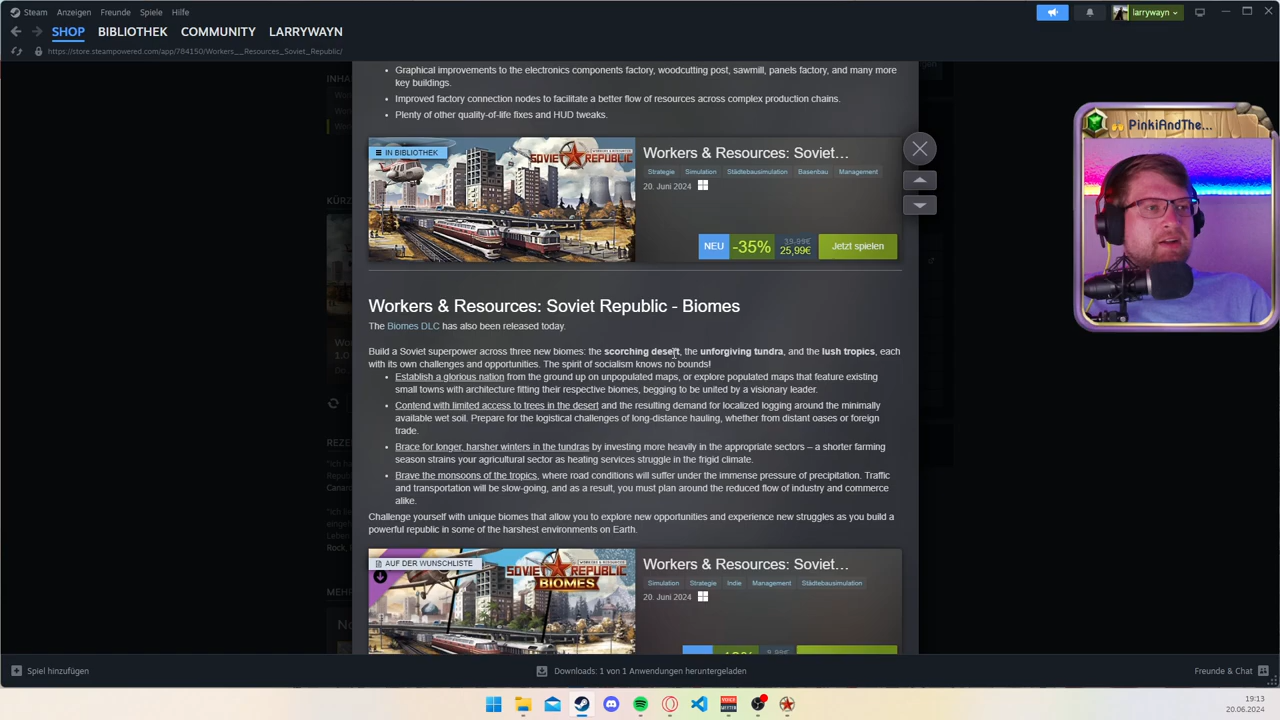 Steam Anzeigen Freunde Spiele Hilfe larrywayn
SHOP BIBLIOTHEK COMMUNITY LARRYWAYN
https://store.steampowered.com/app/784150/Workers__Resources_Soviet_Republic/
Graphical improvements to the electronics components factory, woodcutting post, sawmill, panels factory, and many more
key buildings.
Improved factory connection nodes to facilitate a better flow of resources across complex production chains.
Plenty of other quality-of-life fixes and HUD tweaks.
PinkiAndThe...
IN BIBLIOTHEK
SOVIET REPUBLIC
Workers & Resources: Soviet...
Strategie Simulation Städtebausimulation Basenbau Management
20. Juni 2024
NEU -35% 39,99€ 25,99€ Jetzt spielen
Workers & Resources: Soviet Republic - Biomes
The Biomes DLC has also been released today.
Build a Soviet superpower across three new biomes: the scorching desert, the unforgiving tundra, and the lush tropics, each
with its own challenges and opportunities. The spirit of socialism knows no bounds!
Establish a glorious nation from the ground up on unpopulated maps, or explore populated maps that feature existing
small towns with architecture fitting their respective biomes, begging to be united by a visionary leader.
Contend with limited access to trees in the desert and the resulting demand for localized logging around the minimally
available wet soil. Prepare for the logistical challenges of long-distance hauling, whether from distant oases or foreign
trade.
Brace for longer, harsher winters in the tundras by investing more heavily in the appropriate sectors – a shorter farming
season strains your agricultural sector as heating services struggle in the frigid climate.
Brave the monsoons of the tropics, where road conditions will suffer under the immense pressure of precipitation. Traffic
and transportation will be slow-going, and as a result, you must plan around the reduced flow of industry and commerce
alike.
Challenge yourself with unique biomes that allow you to explore new opportunities and experience new struggles as you build a
powerful republic in some of the harshest environments on Earth.
AUF DER WUNSCHLISTE
SOVIET REPUBLIC
BIOMES
Workers & Resources: Soviet...
Simulation Strategie Indie Management Städtebausimulation
20. Juni 2024
Spiel hinzufügen
Downloads: 1 von 1 Anwendungen heruntergeladen
Freunde & Chat
19:13
20.06.2024